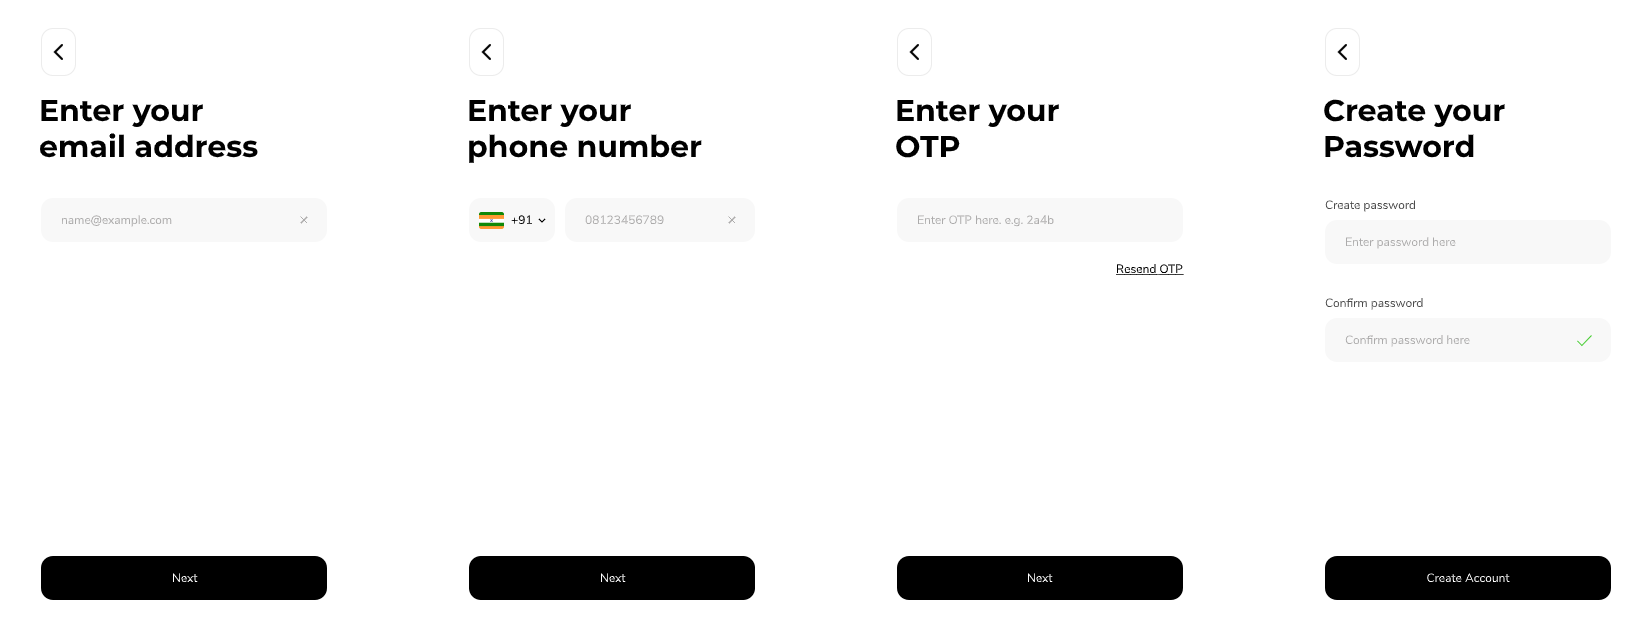 Enter your
email address
name@example.com
Next
Enter your
phone number
+91
08123456789
Next
Enter your
OTP
Enter OTP here. e.g. 2a4b
Resend OTP
Next
Create your
Password
Create password
Enter password here
Confirm password
Confirm password here
Create Account